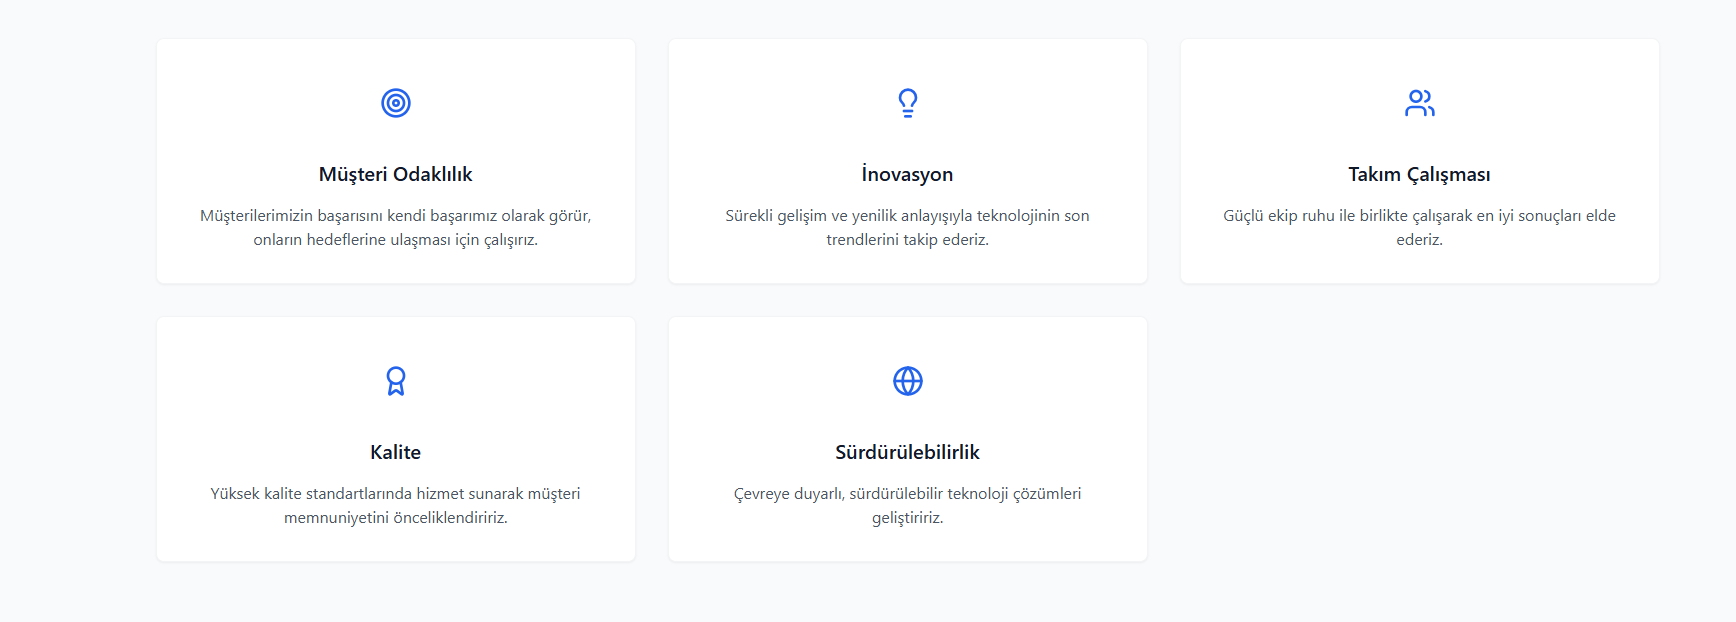 Müşteri Odaklılık
Müşterilerimizin başarısını kendi başarımız olarak görür,
onların hedeflerine ulaşması için çalışırız.
İnovasyon
Sürekli gelişim ve yenilik anlayışıyla teknolojinin son
trendlerini takip ederiz.
Takım Çalışması
Güçlü ekip ruhu ile birlikte çalışarak en iyi sonuçları elde
ederiz.
Kalite
Yüksek kalite standartlarında hizmet sunarak müşteri
memnuniyetini önceliklendiririz.
Sürdürülebilirlik
Çevreye duyarlı, sürdürülebilir teknoloji çözümleri
geliştiririz.